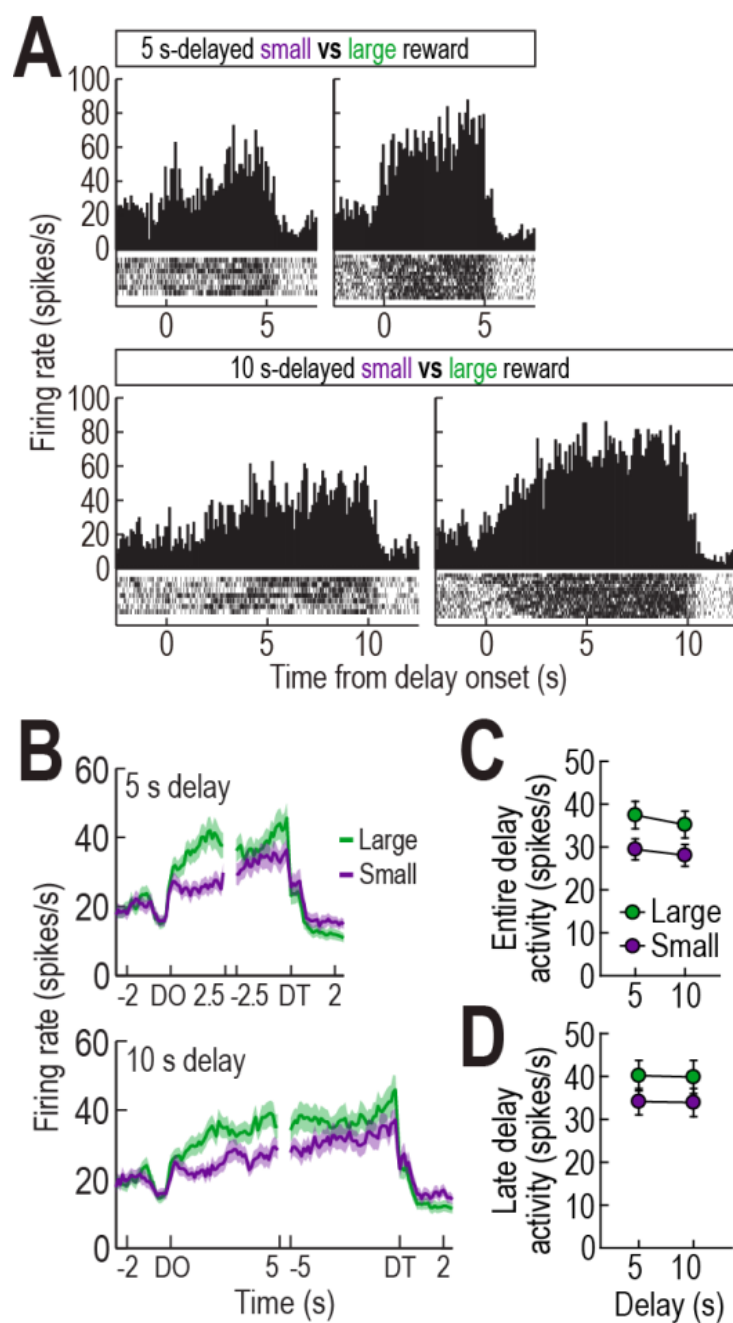 A
5 s-delayed small vs large reward
100
80
60
40
20
0
0 5
0 5
10 s-delayed small vs large reward
100
80
60
40
20
0
0 5 10
0 5 10
Firing rate (spikes/s)
Time from delay onset (s)
B
60
40
20
0
5 s delay
Large
Small
-2 DO 2.5 -2.5 DT 2
60
40
20
0
10 s delay
-2 DO 5 -5 DT 2
Firing rate (spikes/s)
Time (s)
C
50
40
30
20
10
0
Entire delay
activity (spikes/s)
Large
Small
5 10
D
50
40
30
20
10
0
Late delay
activity (spikes/s)
5 10
Delay (s)